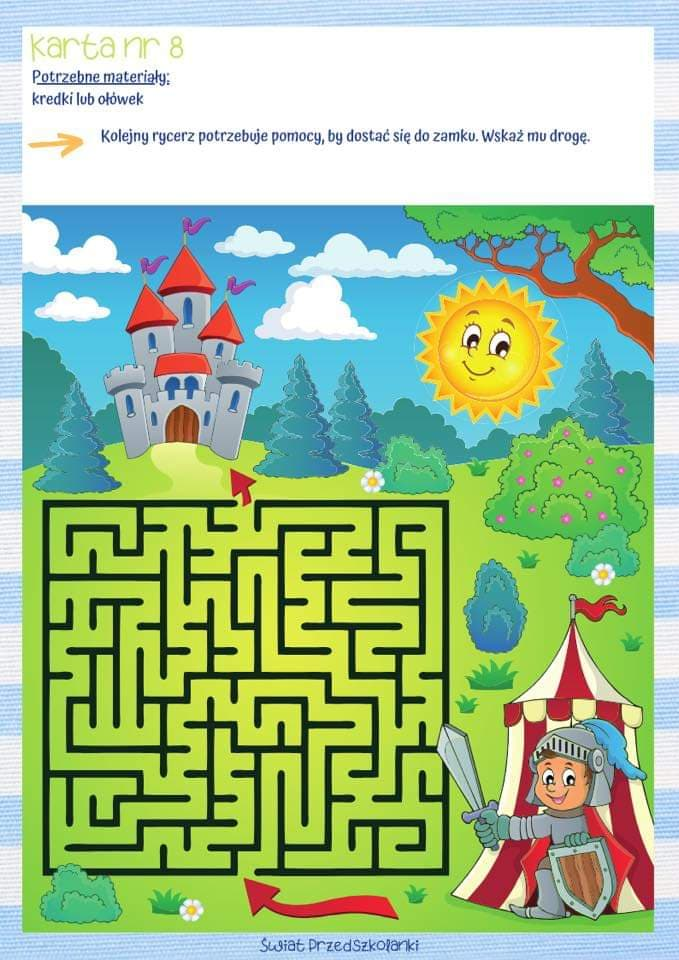 Karta nr 8
Potrzebne materiały:
kredki lub ołówek
Kolejny rycerz potrzebuje pomocy, by dostać się do zamku. Wskaż mu drogę.
Świat Przedszkolanki